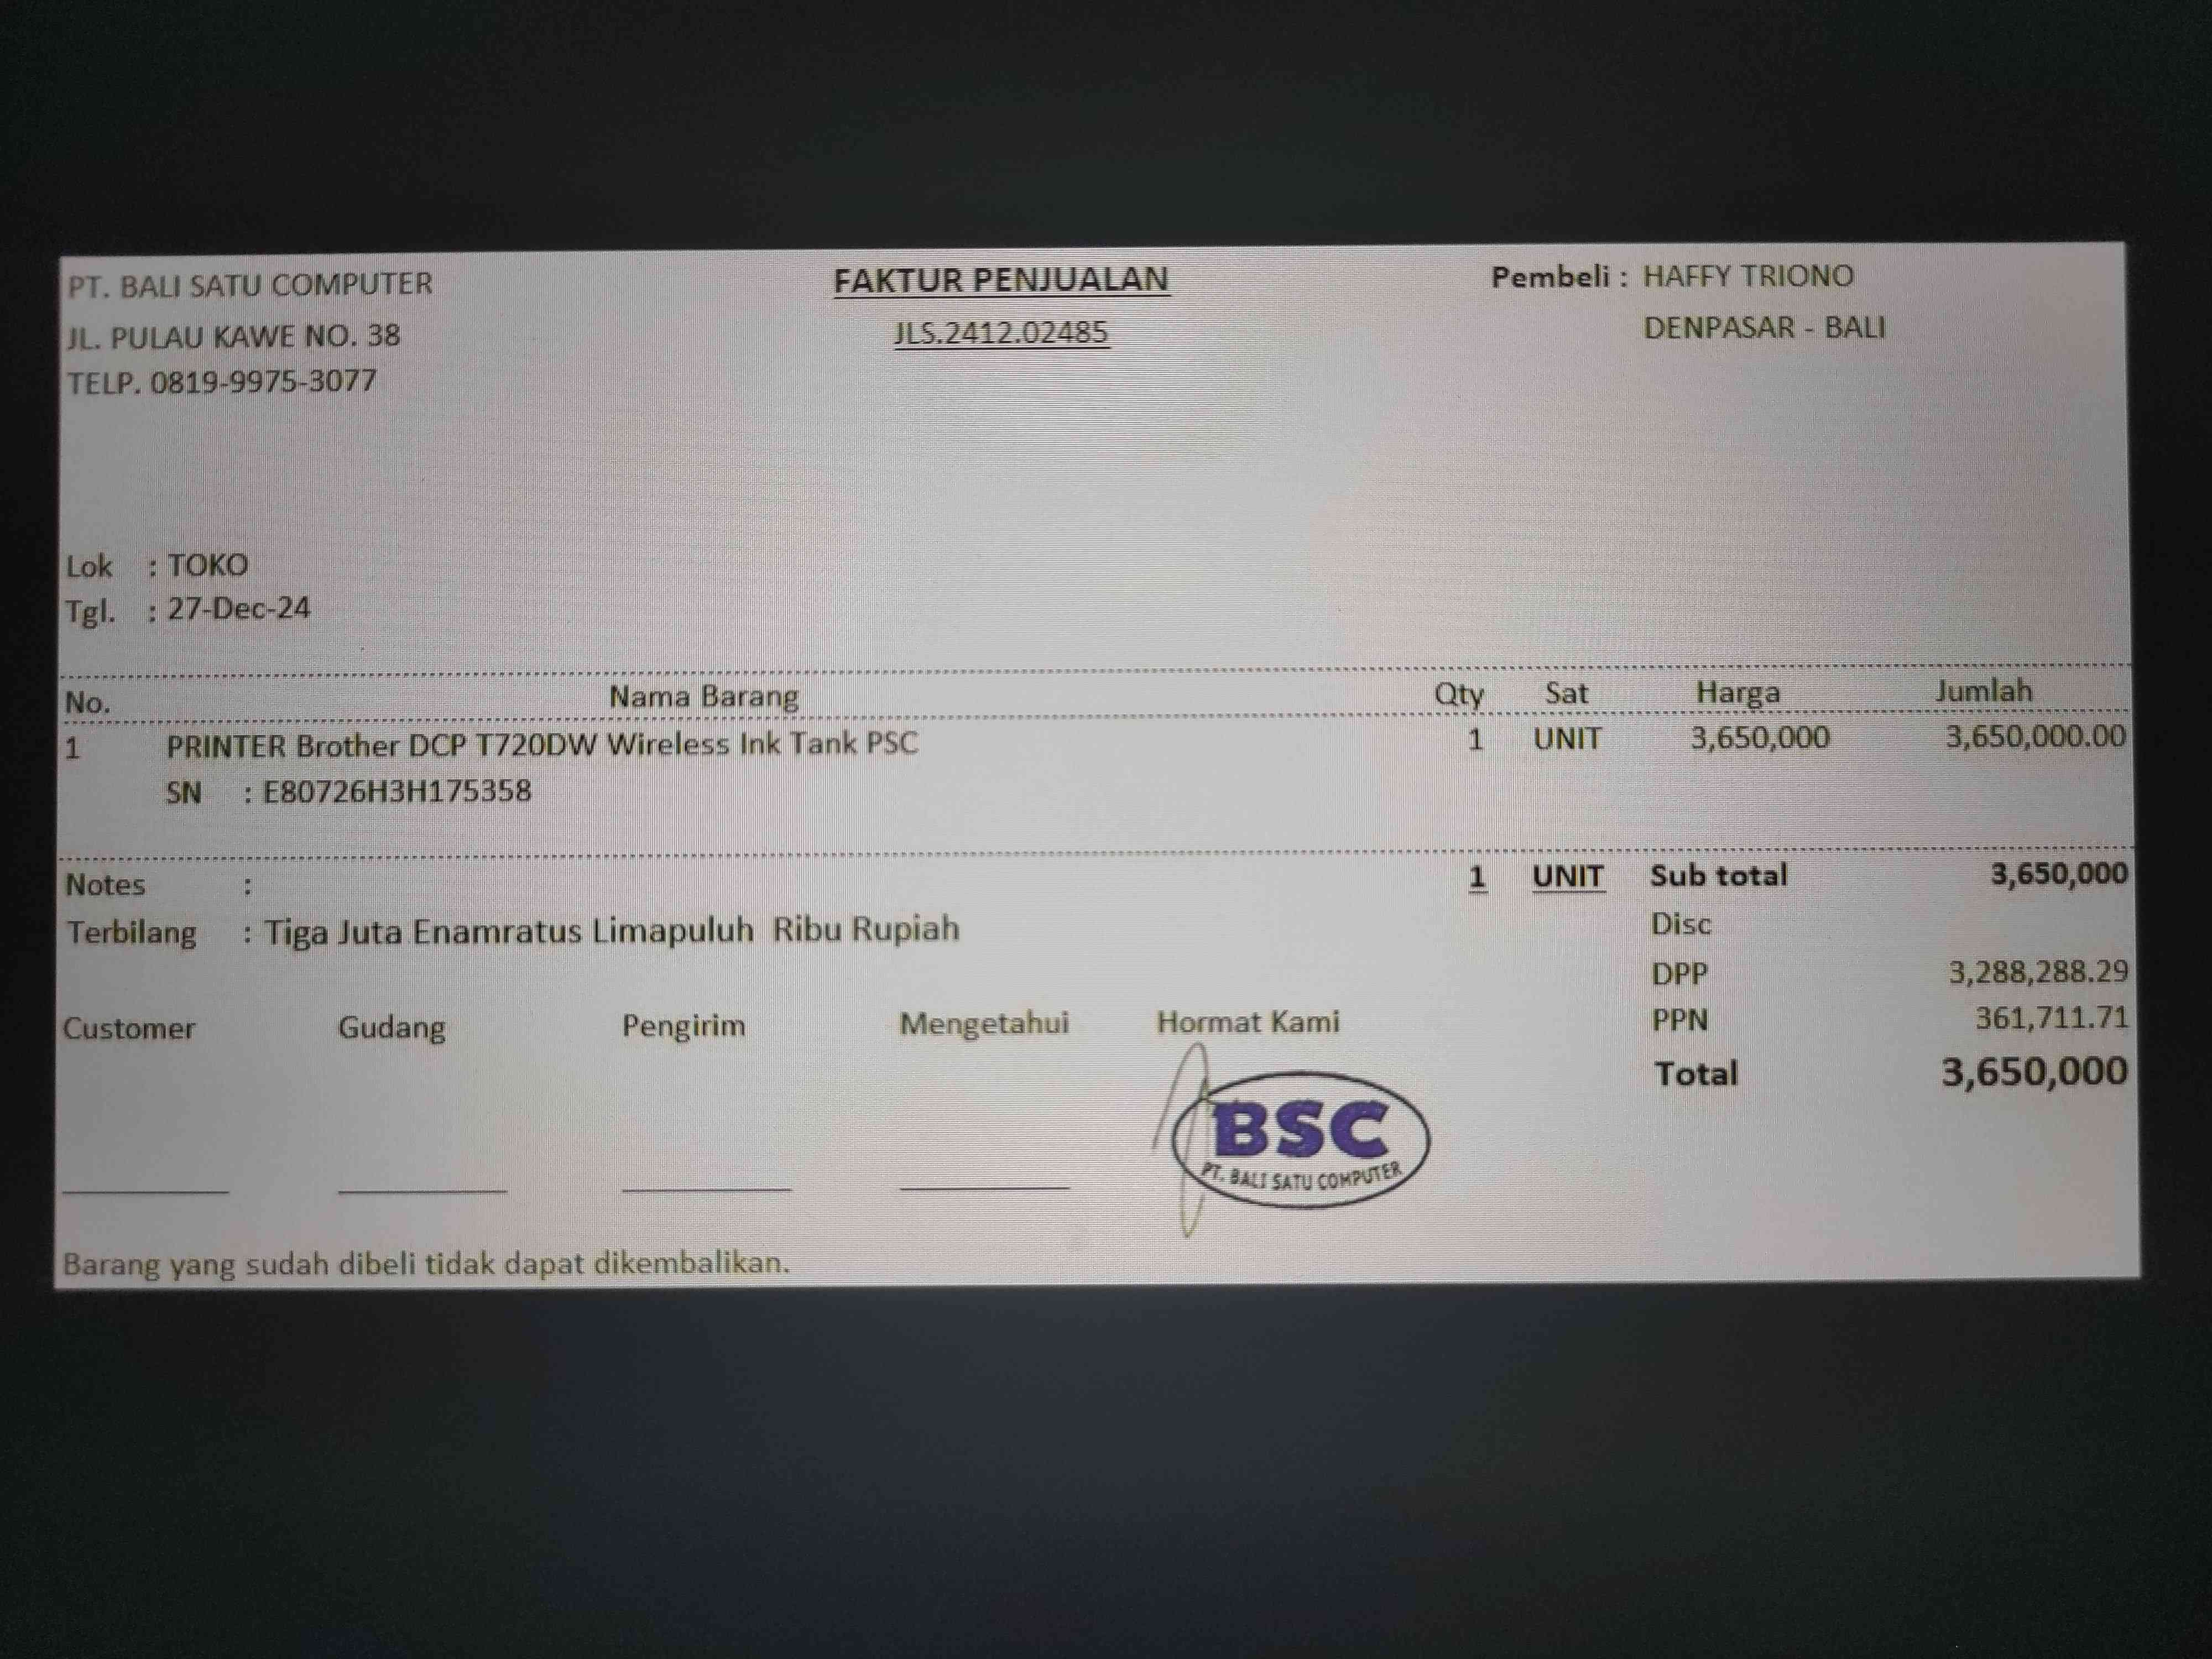 PT. BALI SATU COMPUTER
JL. PULAU KAWE NO. 38
TELP. 0819-9975-3077
FAKTUR PENJUALAN
JLS.2412.02485
Pembeli : HAFFY TRIONO
DENPASAR - BALI
Lok : TOKO
Tgl. : 27-Dec-24
No. Nama Barang Qty Sat Harga Jumlah
1 PRINTER Brother DCP T720DW Wireless Ink Tank PSC 1 UNIT 3,650,000 3,650,000.00
SN : E80726H3H175358
Notes : 1 UNIT Sub total 3,650,000
Terbilang : Tiga Juta Enamratus Limapuluh Ribu Rupiah
Disc
DPP 3,288,288.29
PPN 361,711.71
Total 3,650,000
Customer Gudang Pengirim Mengetahui Hormat Kami
BSC
PT. BALI SATU COMPUTER
Barang yang sudah dibeli tidak dapat dikembalikan.